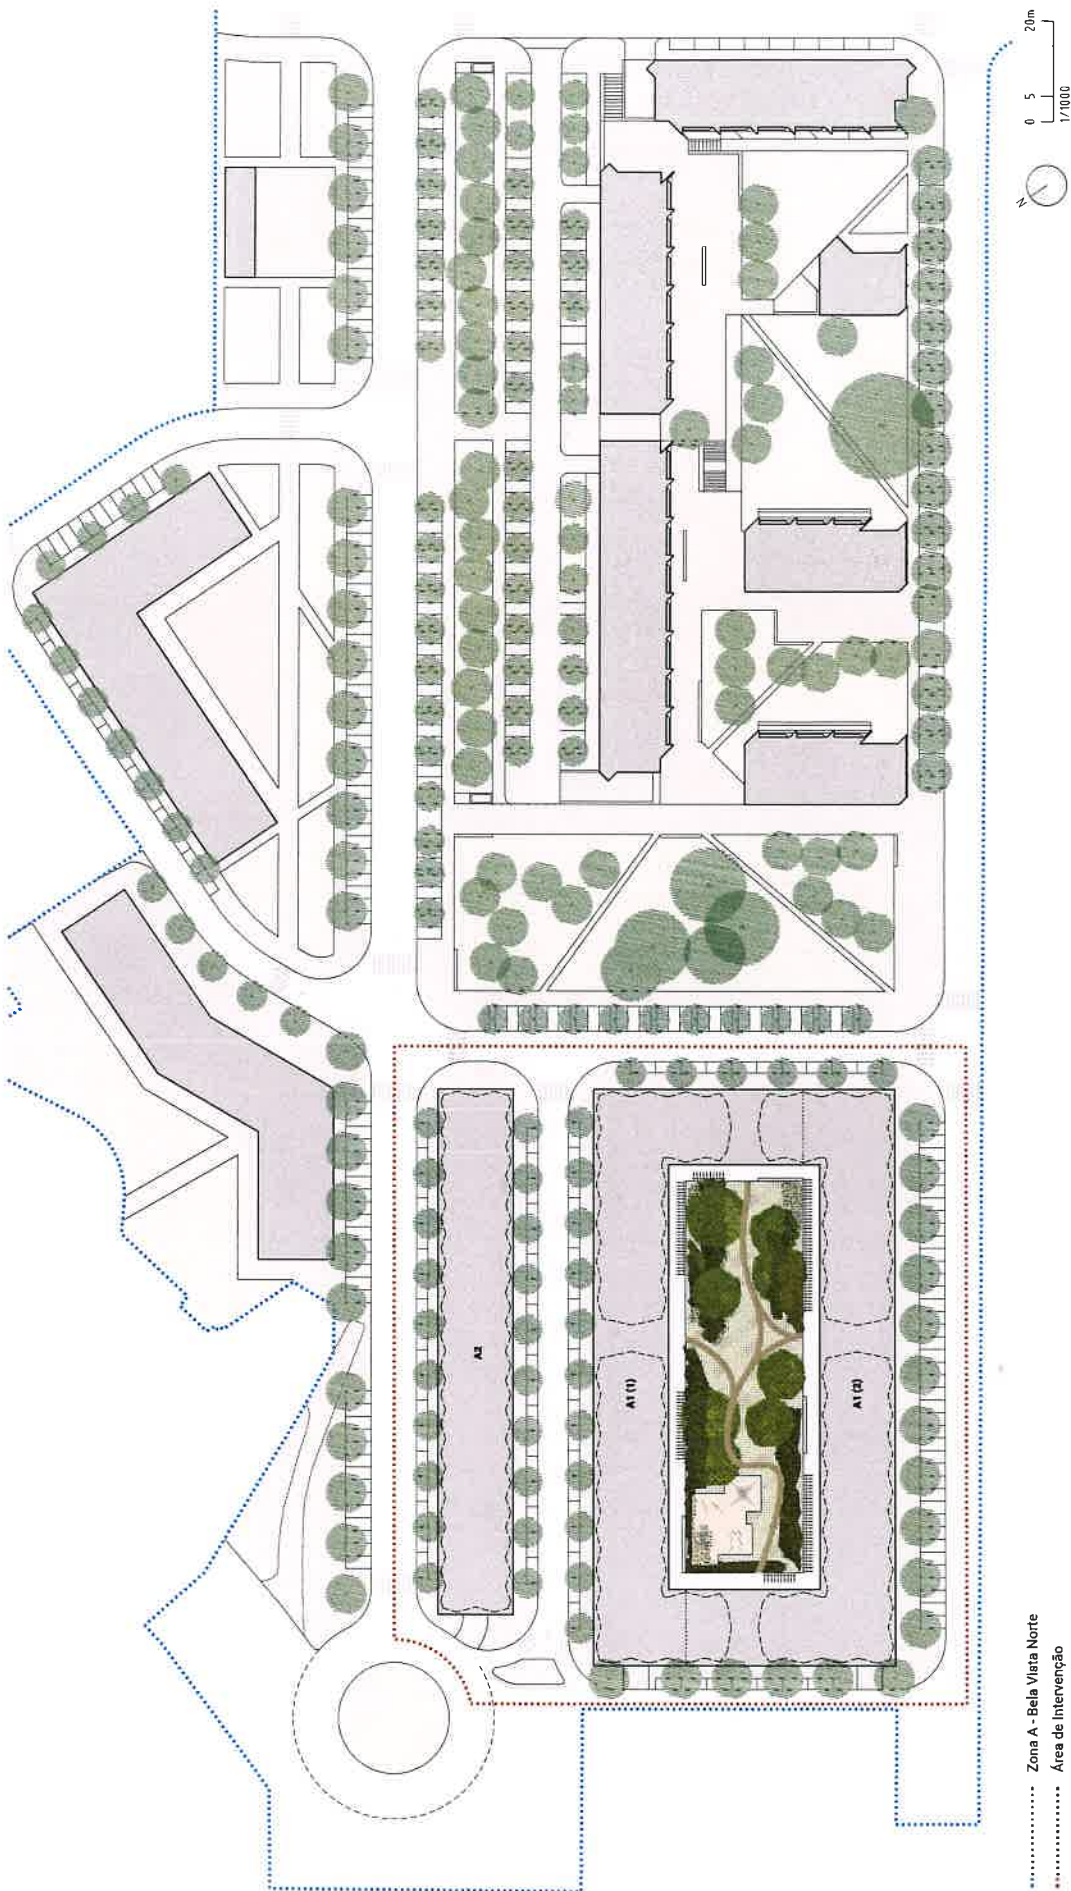 A2
A1 (1)
A1 (2)
N
0 5 20m
1/1000
Zona A - Bela Vista Norte
Área de Intervenção